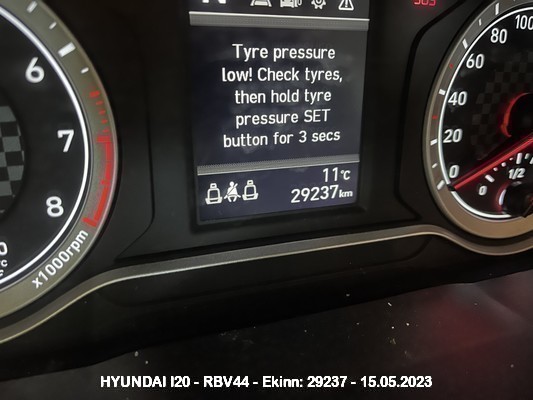 Tyre pressure
low! Check tyres,
then hold tyre
pressure SET
button for 3 secs
11°C
29237km
6
7
8
x1000rpm
0
20
40
60
80
100
0
1/2
HYUNDAI I20 - RBV44 - Ekinn: 29237 - 15.05.2023